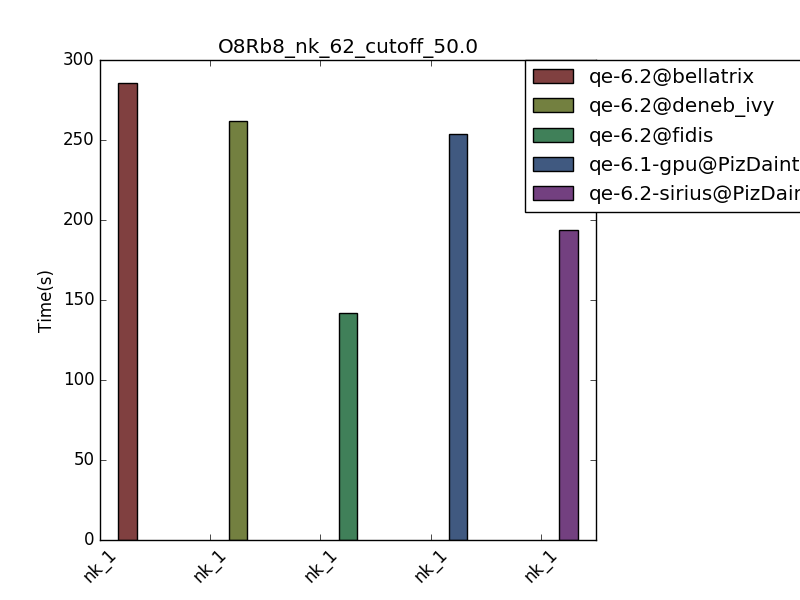 O8Rb8_nk_62_cutoff_50.0
300
250
200
150
100
50
0
Time(s)
qe-6.2@bellatrix
qe-6.2@deneb_ivy
qe-6.2@fidis
qe-6.1-gpu@PizDaint
qe-6.2-sirius@PizDain
nk_1
nk_1
nk_1
nk_1
nk_1